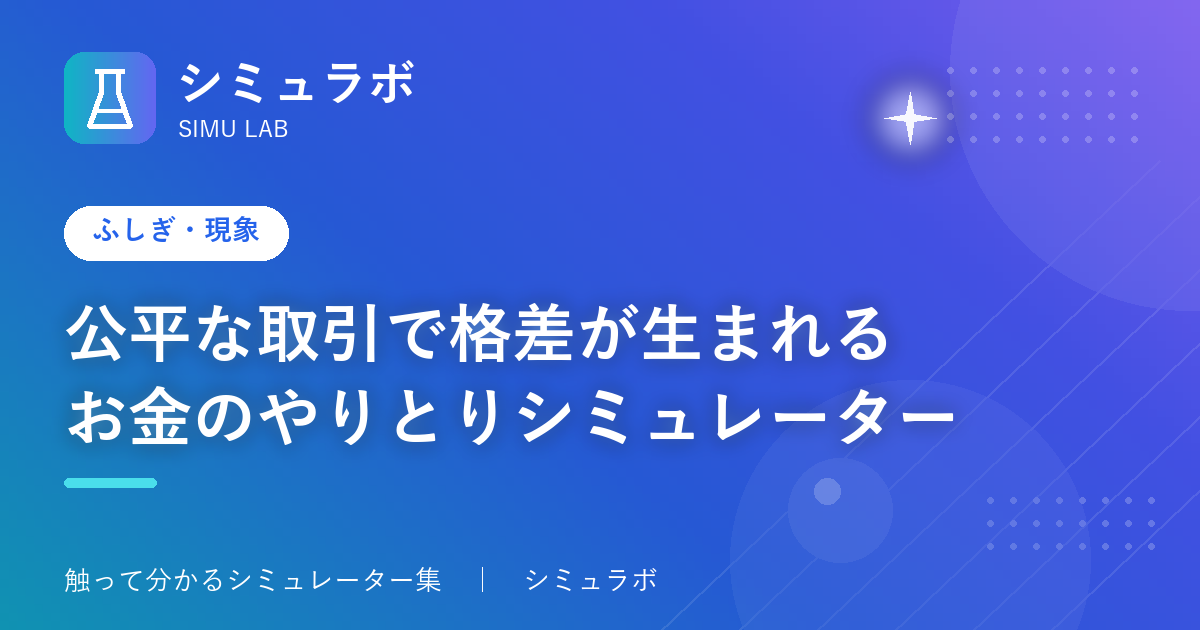 シミュラボ
SIMU LAB
ふしぎ・現象
公平な取引で格差が生まれる
お金のやりとりシミュレーター
触って分かるシミュレーター集 | シミュラボ